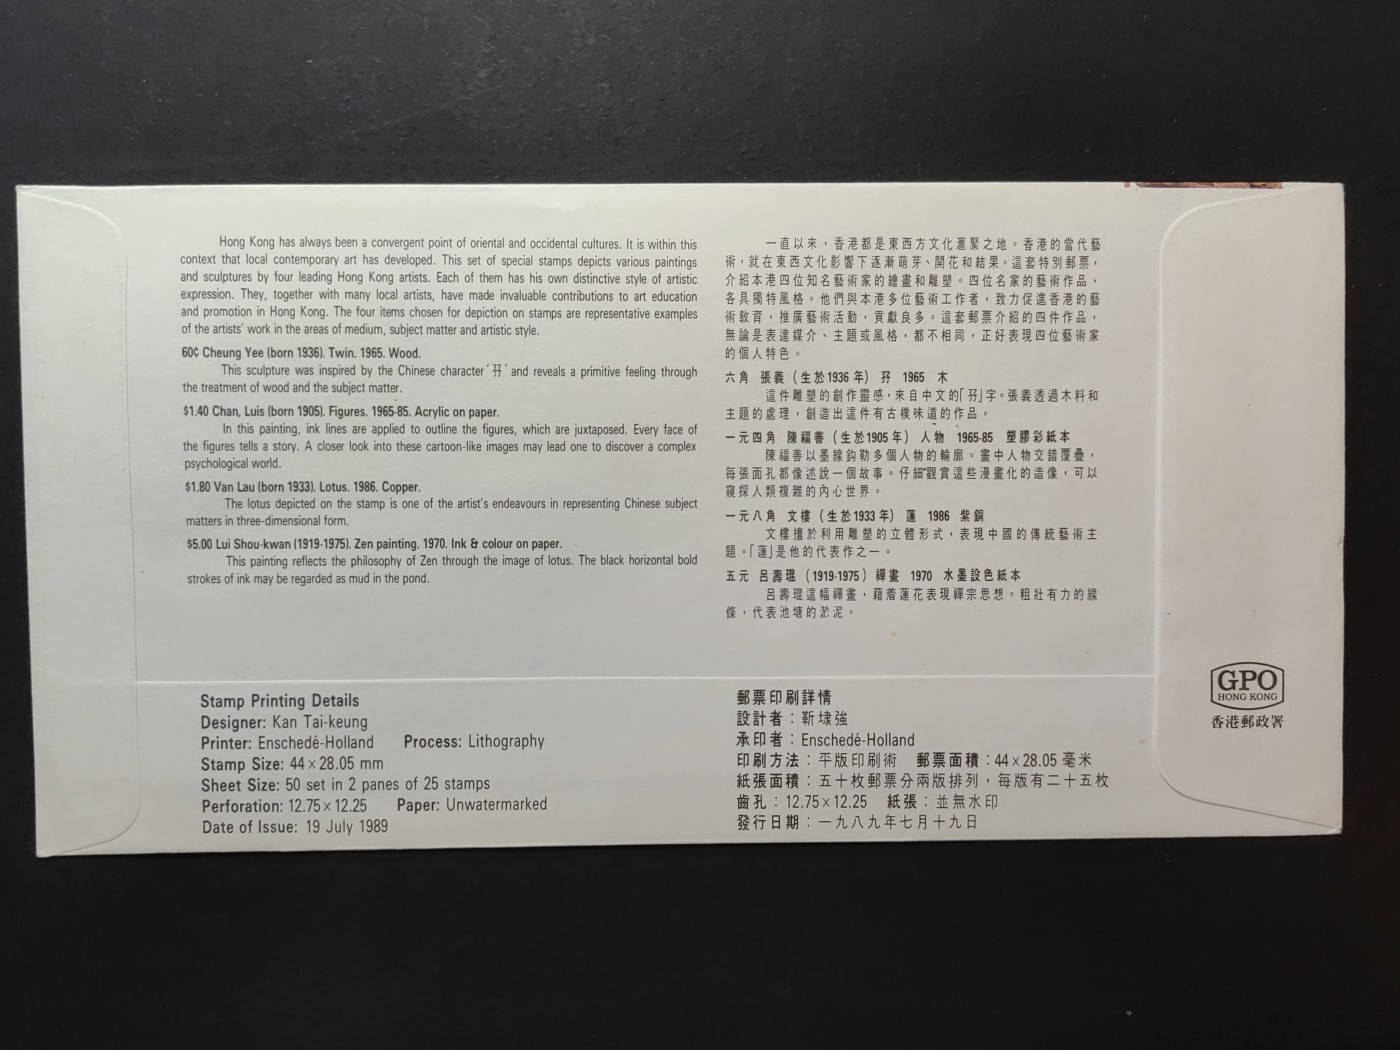 Hong Kong has always been a convergent point of oriental and occidental cultures. It is within this
context that local contemporary art has developed. This set of special stamps depicts various paintings
and sculptures by four leading Hong Kong artists. Each of them has his own distinctive style of artistic
expression. They, together with many local artists, have made invaluable contributions to art education
and promotion in Hong Kong. The four items chosen for depiction on stamps are representative examples
of the artists' work in the areas of medium, subject matter and artistic style.
60¢ Cheung Yee (born 1936). Twin. 1965. Wood.
This sculpture was inspired by the Chinese character '孖' and reveals a primitive feeling through
the treatment of wood and the subject matter.
$1.40 Chan, Luis (born 1905). Figures. 1965-85. Acrylic on paper.
In this painting, ink lines are applied to outline the figures, which are juxtaposed. Every face of
the figures tells a story. A closer look into these cartoon-like images may lead one to discover a complex
psychological world.
$1.80 Van Lau (born 1933). Lotus. 1986. Copper.
The lotus depicted on the stamp is one of the artist's endeavours in representing Chinese subject
matters in three-dimensional form.
$5.00 Lui Shou-kwan (1919-1975). Zen painting. 1970. Ink & colour on paper.
This painting reflects the philosophy of Zen through the image of lotus. The black horizontal bold
strokes of ink may be regarded as mud in the pond.
一直以來，香港都是東西方文化滙聚之地。香港的當代藝
術，就在東西文化影響下逐漸萌芽、開花和結果。這套特別郵票，
介紹本港四位知名藝術家的繪畫和雕塑。四位名家的藝術作品，
各具獨特風格。他們與本港多位藝術工作者，致力促進香港的藝
術教育，推廣藝術活動，貢獻良多。這套郵票介紹的四件作品，
無論是表達媒介、主題或風格，都不相同，正好表現四位藝術家
的個人特色。
六角 張義（生於1936年） 孖 1965 木
這件雕塑的創作靈感，來自中文的「孖」字。張義透過木料和
主題的處理，創造出這件有古樸味道的作品。
一元四角 陳福善（生於1905年） 人物 1965-85 塑膠彩紙本
陳福善以墨線鈎勒多個人物的輪廓。畫中人物交錯覆疊，
每張面孔都像述說一個故事。仔細觀賞這些漫畫化的造像，可以
窺探人類複雜的內心世界。
一元八角 文樓（生於1933年） 蓮 1986 紫銅
文樓擅於利用雕塑的立體形式，表現中國的傳統藝術主
題。「蓮」是他的代表作之一。
五元 呂壽琨（1919-1975）禪畫 1970 水墨設色紙本
呂壽琨這幅禪畫，藉着蓮花表現禪宗思想。粗壯有力的線
條，代表池塘的淤泥。
Stamp Printing Details
Designer: Kan Tai-keung
Printer: Enschedé-Holland Process: Lithography
Stamp Size: 44×28.05 mm
Sheet Size: 50 set in 2 panes of 25 stamps
Perforation: 12.75×12.25 Paper: Unwatermarked
Date of Issue: 19 July 1989
郵票印刷詳情
設計者：靳埭強
承印者：Enschedé-Holland
印刷方法：平版印刷術 郵票面積：44×28.05 毫米
紙張面積：五十枚郵票分兩版排列，每版有二十五枚
齒孔：12.75×12.25 紙張：並無水印
發行日期：一九八九年七月十九日
GPO
HONG KONG
香港郵政署